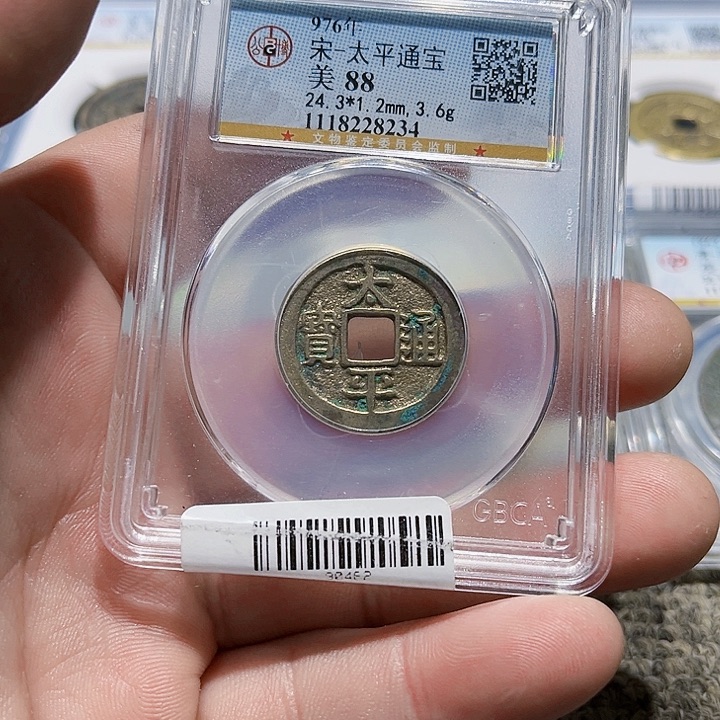 976年
宋-太平通宝
美 88
24.3*1.2mm, 3.6g
1118228234
文物鉴定委员会监制
太
寶 通
平
GBCA